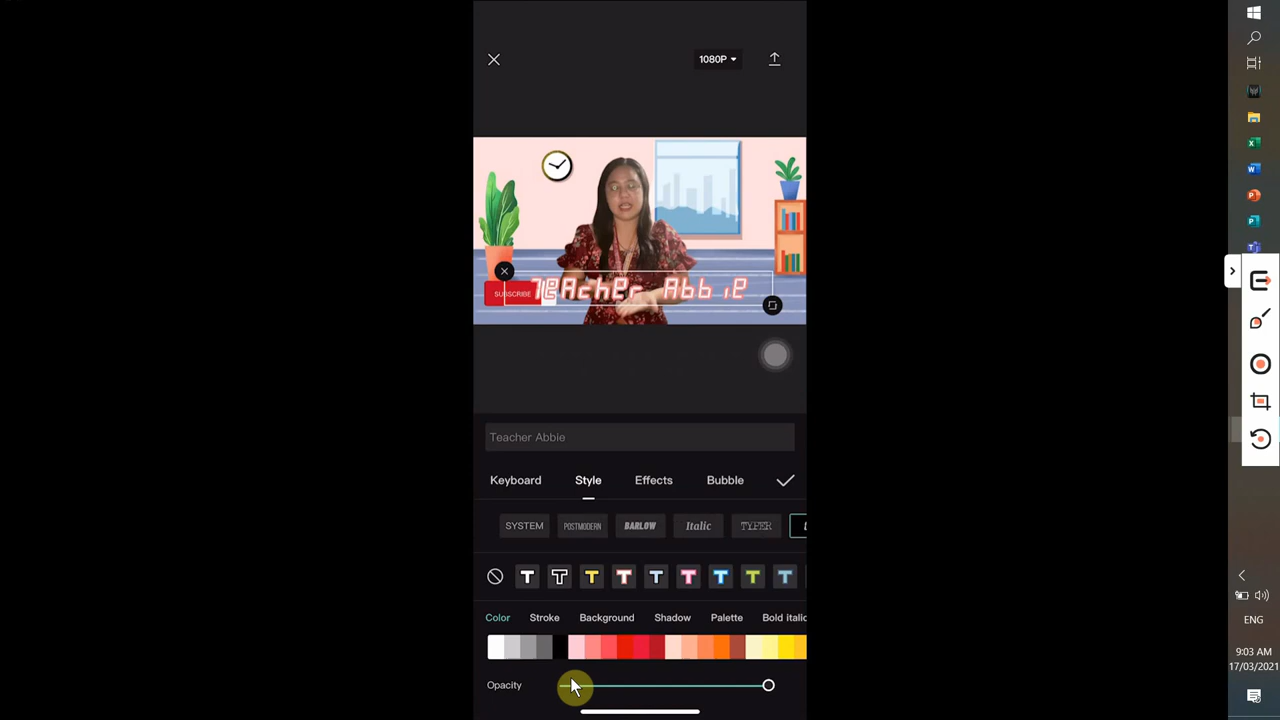 1080P
SUBSCRIBE
TEAcher Abbie
Teacher Abbie
Keyboard Style Effects Bubble
SYSTEM POSTMODERN BARLOW Italic TYPER
T T T T T T T T T
Color Stroke Background Shadow Palette Bold italic
Opacity
ENG
9:03 AM
17/03/2021